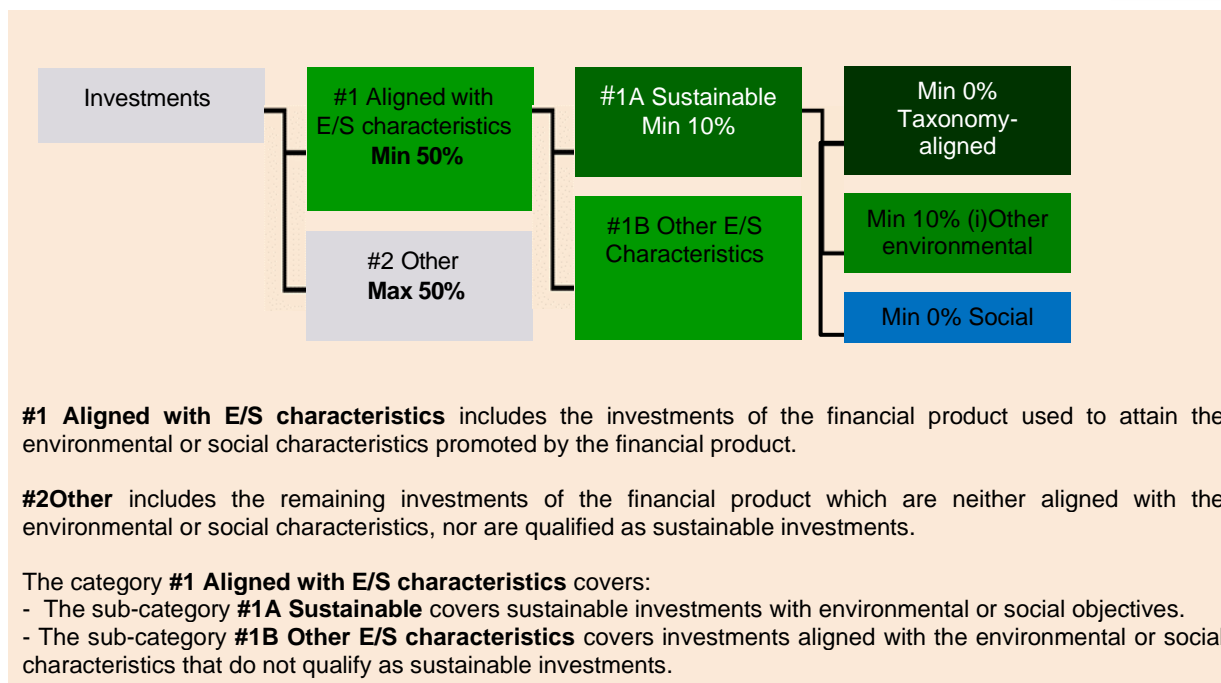 Investments
#1 Aligned with
E/S characteristics
Min 50%
#2 Other
Max 50%
#1A Sustainable
Min 10%
#1B Other E/S
Characteristics
Min 0%
Taxonomy-
aligned
Min 10% (i)Other
environmental
Min 0% Social
#1 Aligned with E/S characteristics includes the investments of the financial product used to attain the
environmental or social characteristics promoted by the financial product.
#2Other includes the remaining investments of the financial product which are neither aligned with the
environmental or social characteristics, nor are qualified as sustainable investments.
The category #1 Aligned with E/S characteristics covers:
- The sub-category #1A Sustainable covers sustainable investments with environmental or social objectives.
- The sub-category #1B Other E/S characteristics covers investments aligned with the environmental or social
characteristics that do not qualify as sustainable investments.